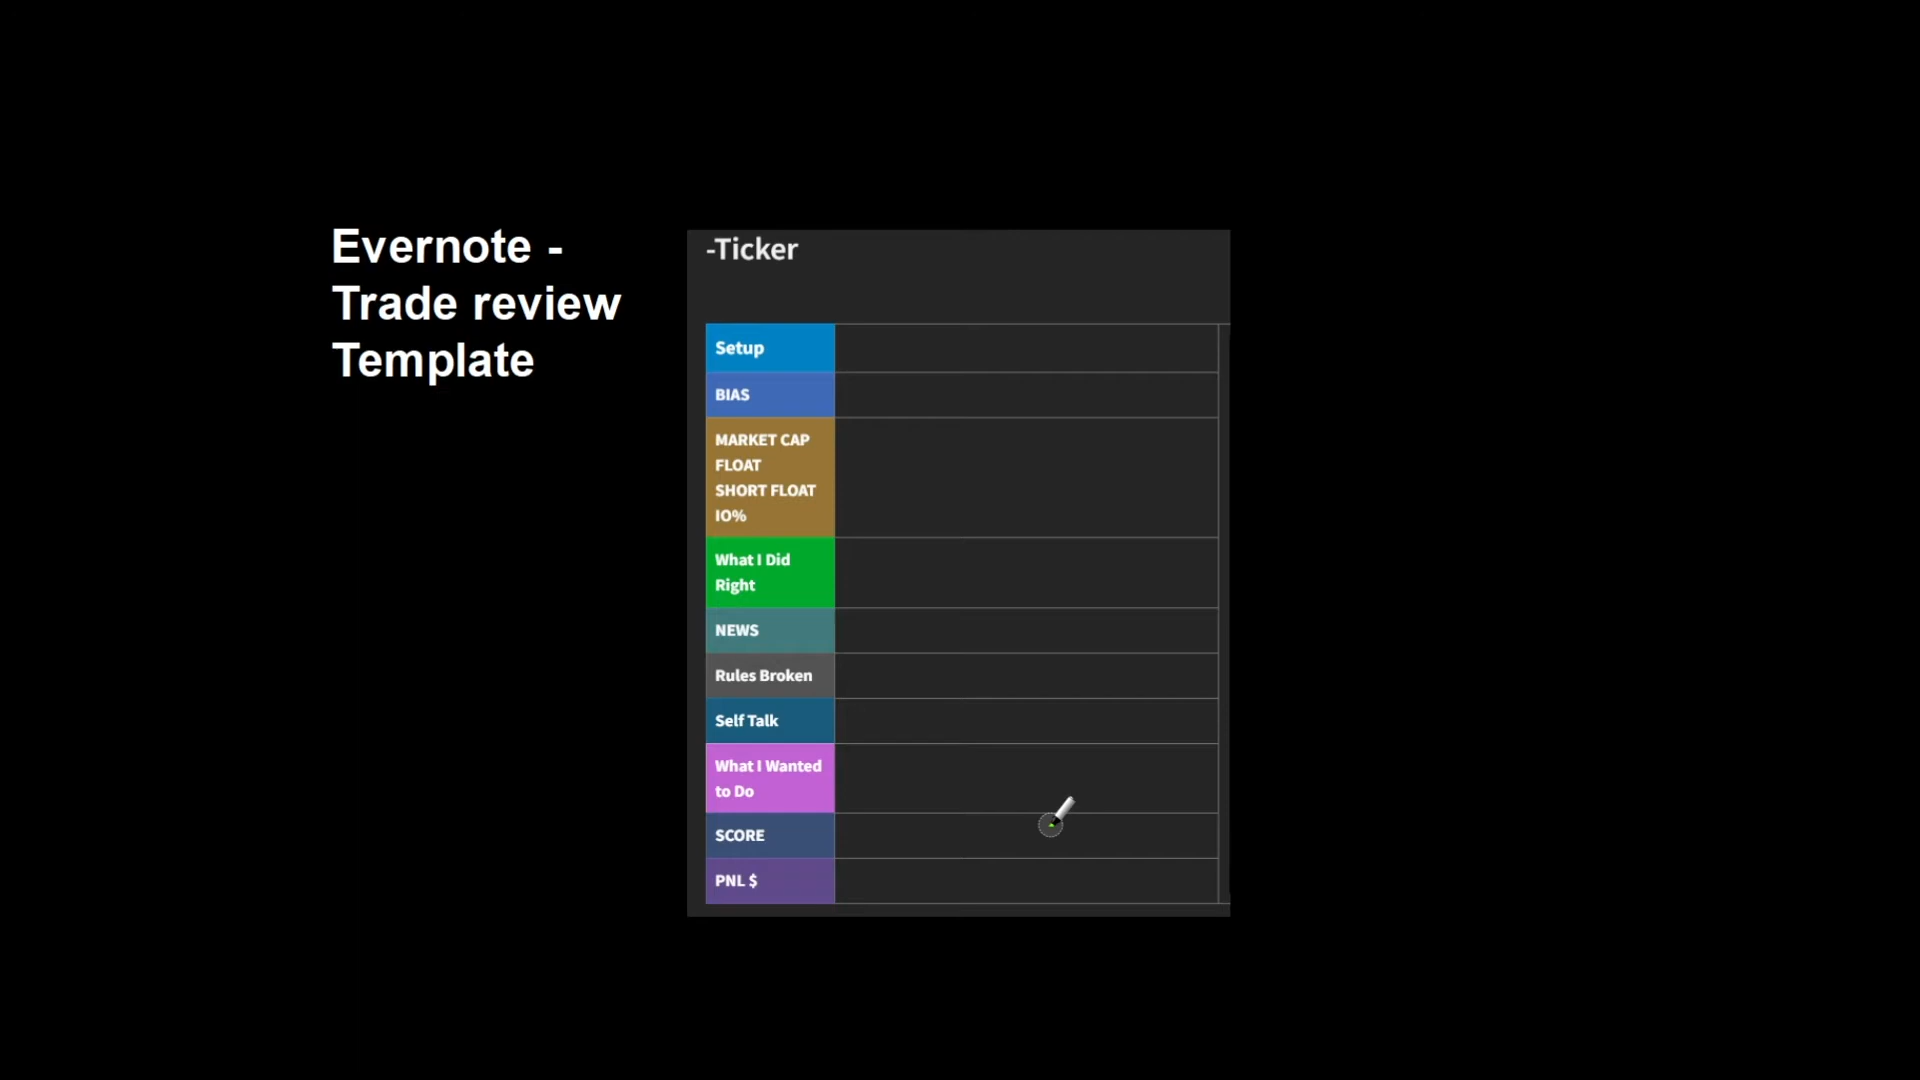 Evernote -
Trade review
Template
-Ticker
Setup
BIAS
MARKET CAP
FLOAT
SHORT FLOAT
IO%
What I Did
Right
NEWS
Rules Broken
Self Talk
What I Wanted
to Do
SCORE
PNL $